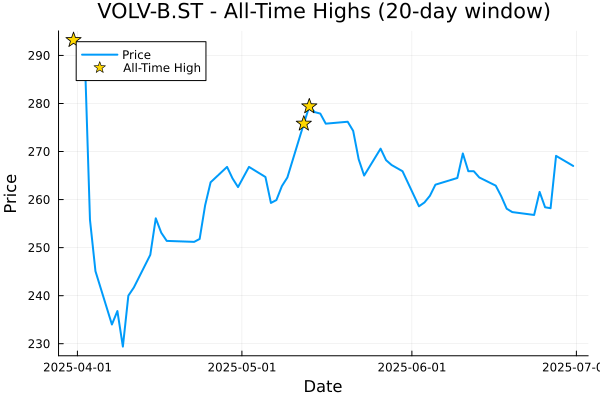 VOLV-B.ST - All-Time Highs (20-day window)
Price
All-Time High
290
280
270
260
250
240
230
Price
2025-04-01 2025-05-01 2025-06-01 2025-07-0
Date